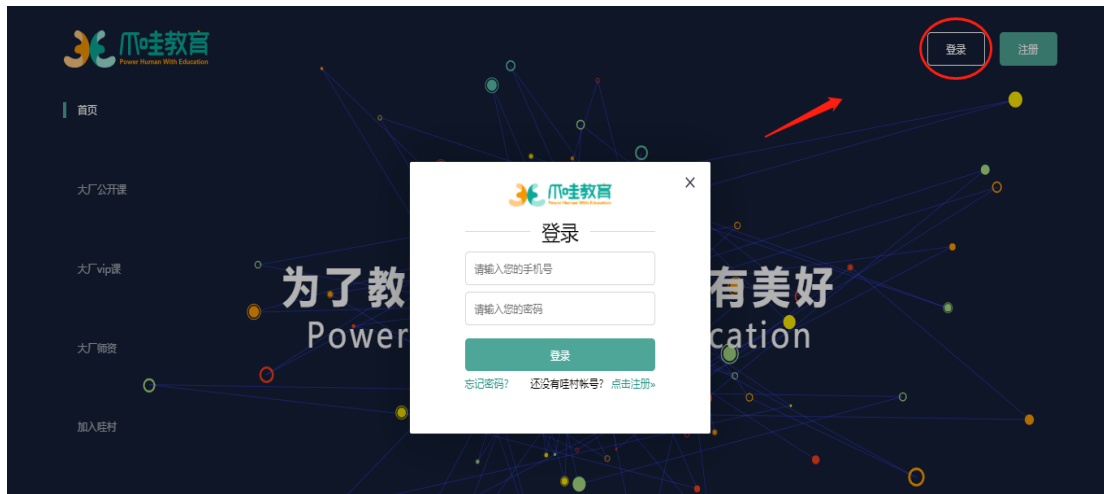 爪哇教育
Power Human With Education
登录
注册
首页
大厂公开课
大厂vip课
大厂师资
加入哇村
为了教
有美好
Power
cation
爪哇教育
Power Human With Education
登录
请输入您的手机号
请输入您的密码
登录
忘记密码? 还没有哇村帐号? 点击注册»